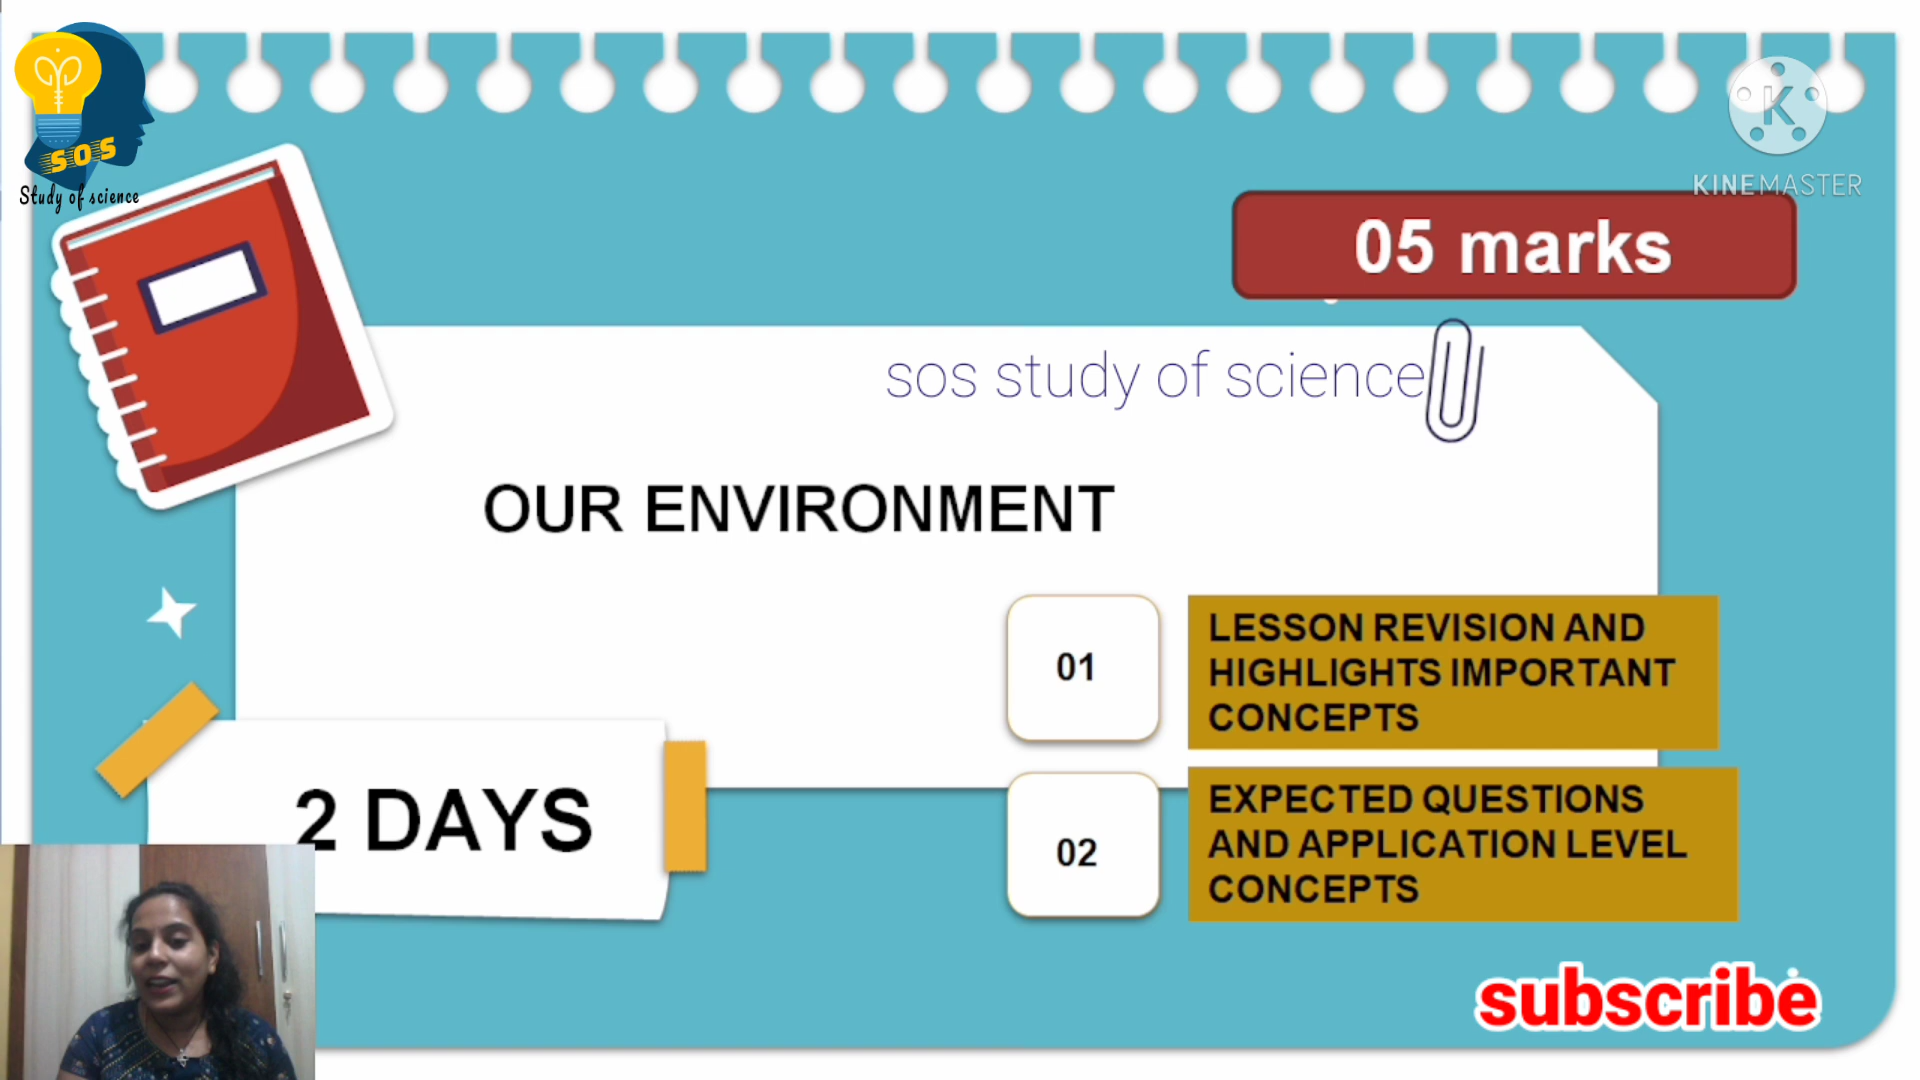 SOS
Study of science
K
KINEMASTER
05 marks
sos study of science
OUR ENVIRONMENT
01
LESSON REVISION AND
HIGHLIGHTS IMPORTANT
CONCEPTS
2 DAYS
02
EXPECTED QUESTIONS
AND APPLICATION LEVEL
CONCEPTS
subscribe